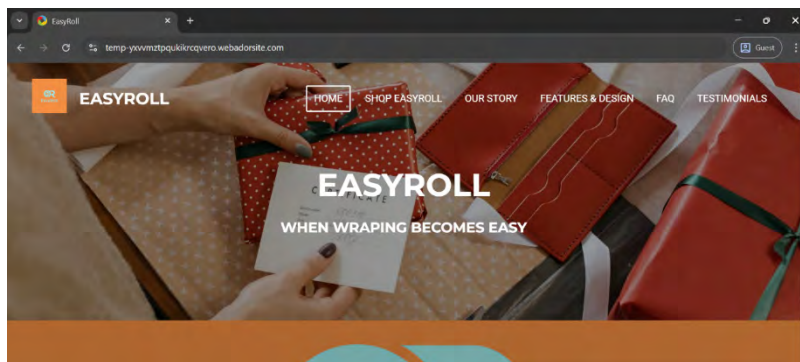 EasyRoll
temp-yxvvmztpqukikrcqvero.webadorsite.com
Guest
EASYROLL
HOME SHOP EASYROLL OUR STORY FEATURES & DESIGN FAQ TESTIMONIALS
EASYROLL
CERTIFICATE
WHEN WRAPING BECOMES EASY